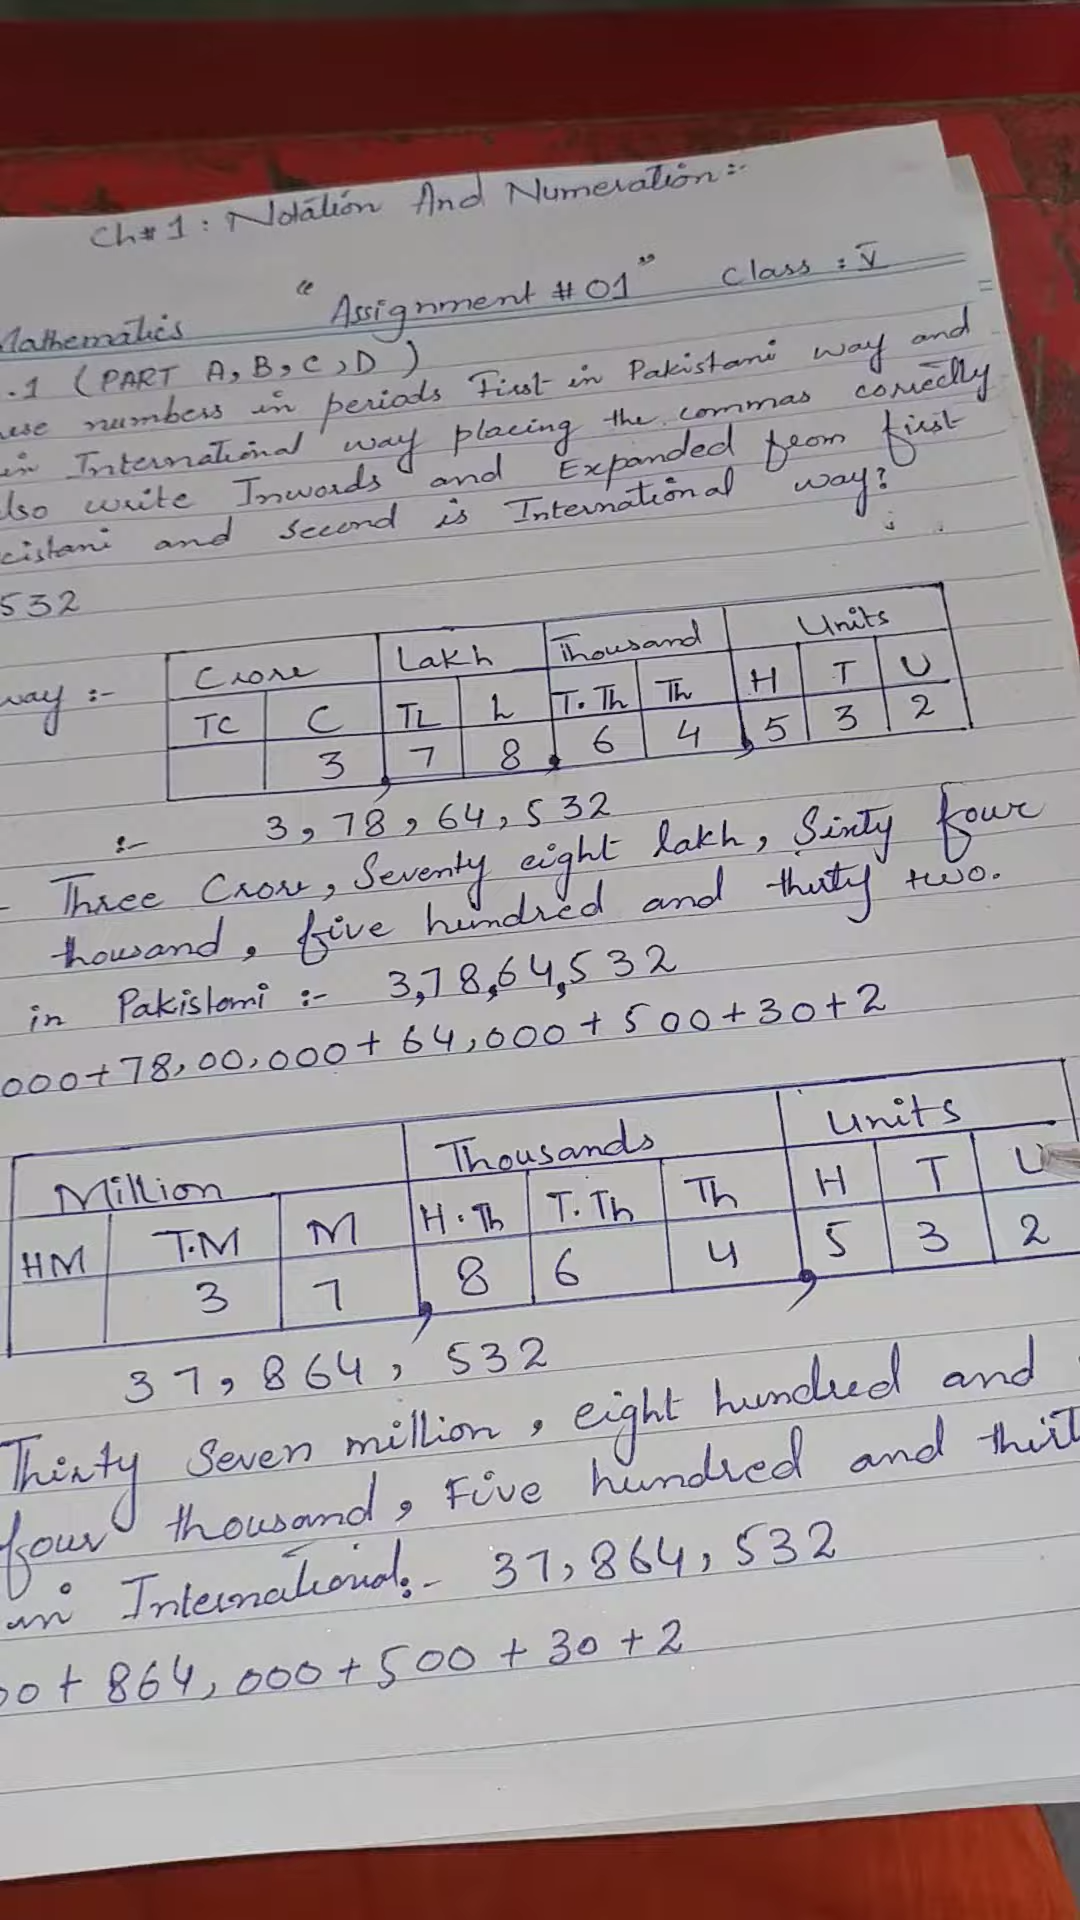 Ch#1: Notation And Numeration:-
"Assignment #01" Class: V
Mathematics
.1 (PART A, B, C, D)
numbers in periods First in Pakistani way and
in International way placing the commas correctly
also write Inwords and Expanded from first
and second is International way?
532
Crore Lakh Thousand Units
way :-
TC C TL L T.Th Th H T U
3 , 7 8 , 6 4 , 5 3 2
:- 3,78,64,532
Three Crore, Seventy eight lakh, Sixty four
thousand, five hundred and thirty two.
in Pakistani :- 3,78,64,532
000+78,00,000+64,000+500+30+2
Million Thousands Units
HM T.M M H.Th T.Th Th H T U
3 7 , 8 6 4 , 5 3 2
37,864,532
Thirty Seven million, eight hundred and
four thousand, Five hundred and thirt
in International:- 37,864,532
00+864,000+500+30+2